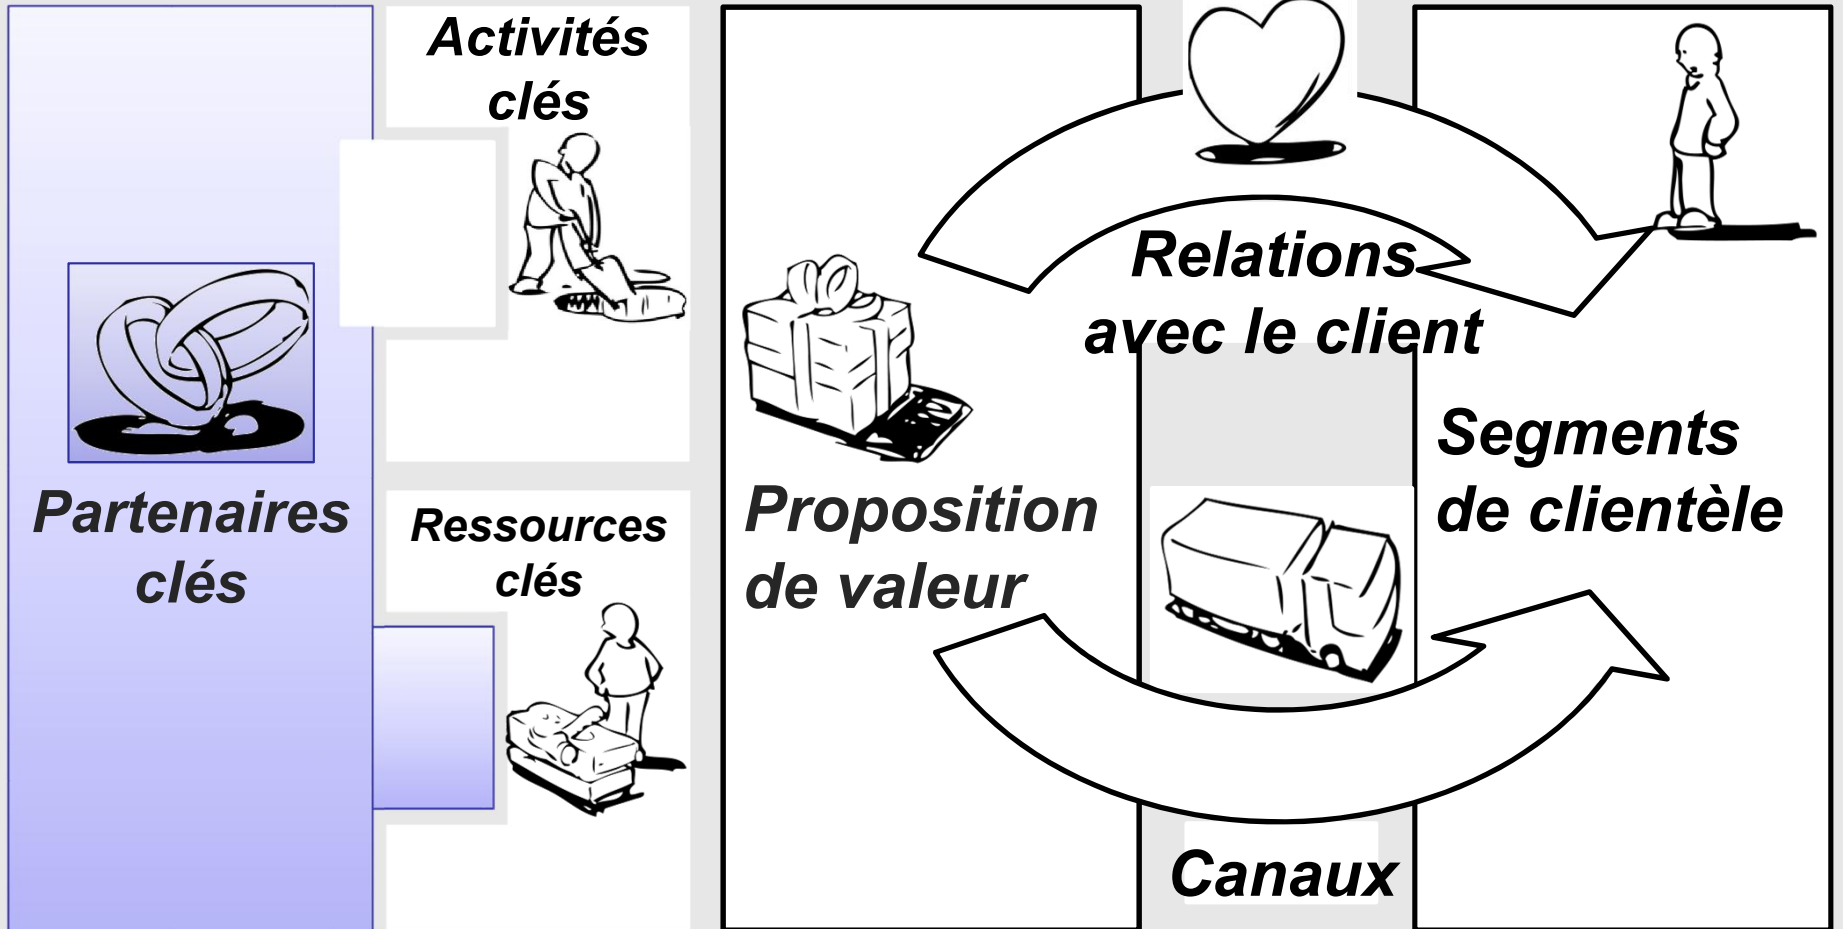 Activités
clés
Partenaires
clés
Ressources
clés
Proposition
de valeur
Relations
avec le client
Segments
de clientèle
Canaux